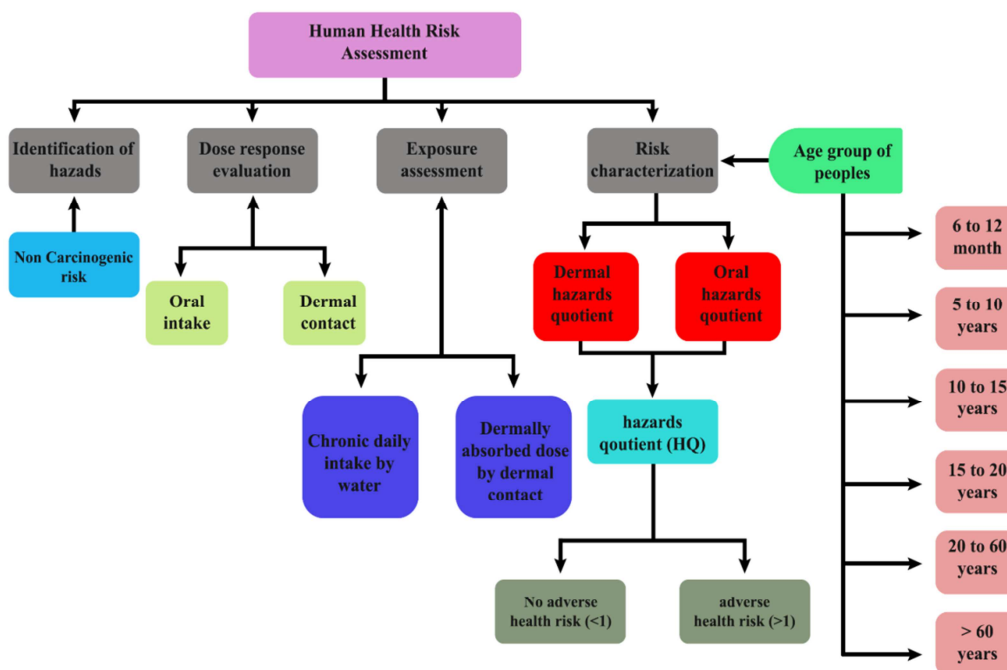 Human Health Risk
Assessment
Identification of
hazads
Dose response
evaluation
Exposure
assessment
Risk
characterization
Age group of
peoples
Non Carcinogenic
risk
Oral
intake
Dermal
contact
Dermal
hazards
quotient
Oral
hazards
qoutient
Chronic daily
intake by
water
Dermally
absorbed dose
by dermal
contact
hazards
qoutient (HQ)
No adverse
health risk (<1)
adverse
health risk (>1)
6 to 12
month
5 to 10
years
10 to 15
years
15 to 20
years
20 to 60
years
> 60
years